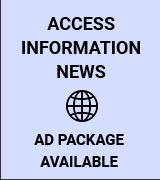 ACCESS
INFORMATION
NEWS
AD PACKAGE
AVAILABLE